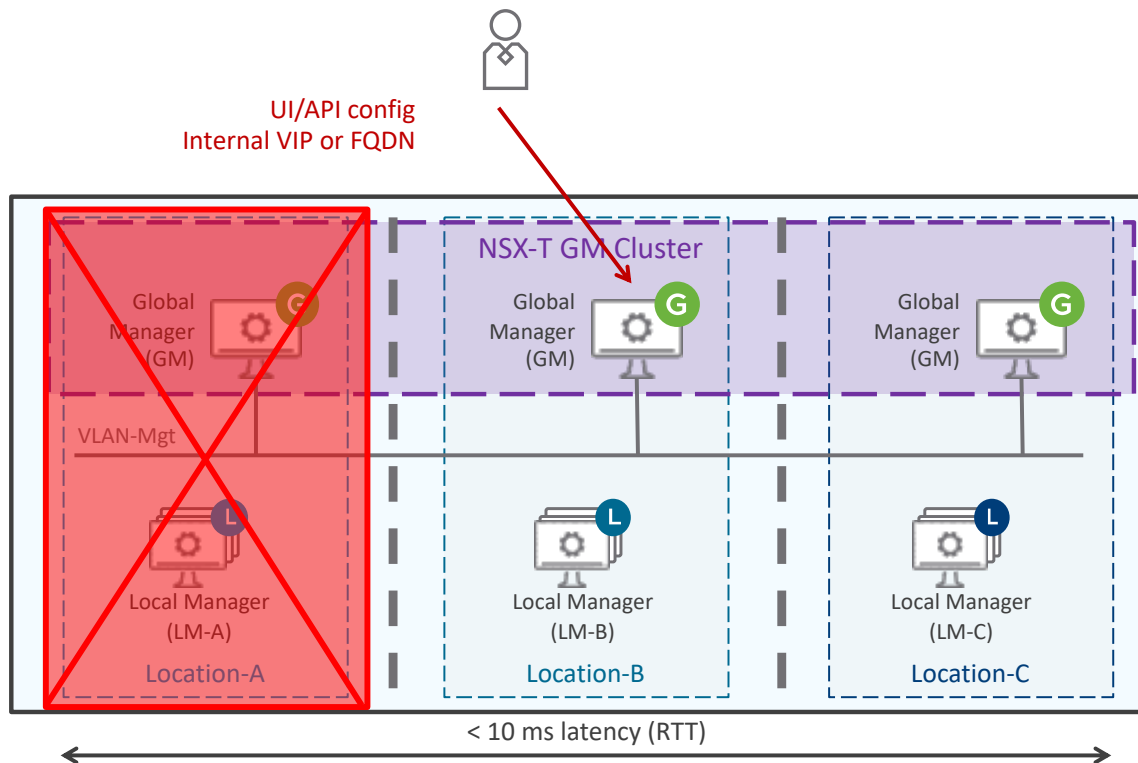 UI/API config
Internal VIP or FQDN
NSX-T GM Cluster
Global
Manager
(GM)
G
Global
Manager
(GM)
G
Global
Manager
(GM)
G
VLAN-Mgt
L
Local Manager
(LM-A)
Location-A
L
Local Manager
(LM-B)
Location-B
L
Local Manager
(LM-C)
Location-C
< 10 ms latency (RTT)